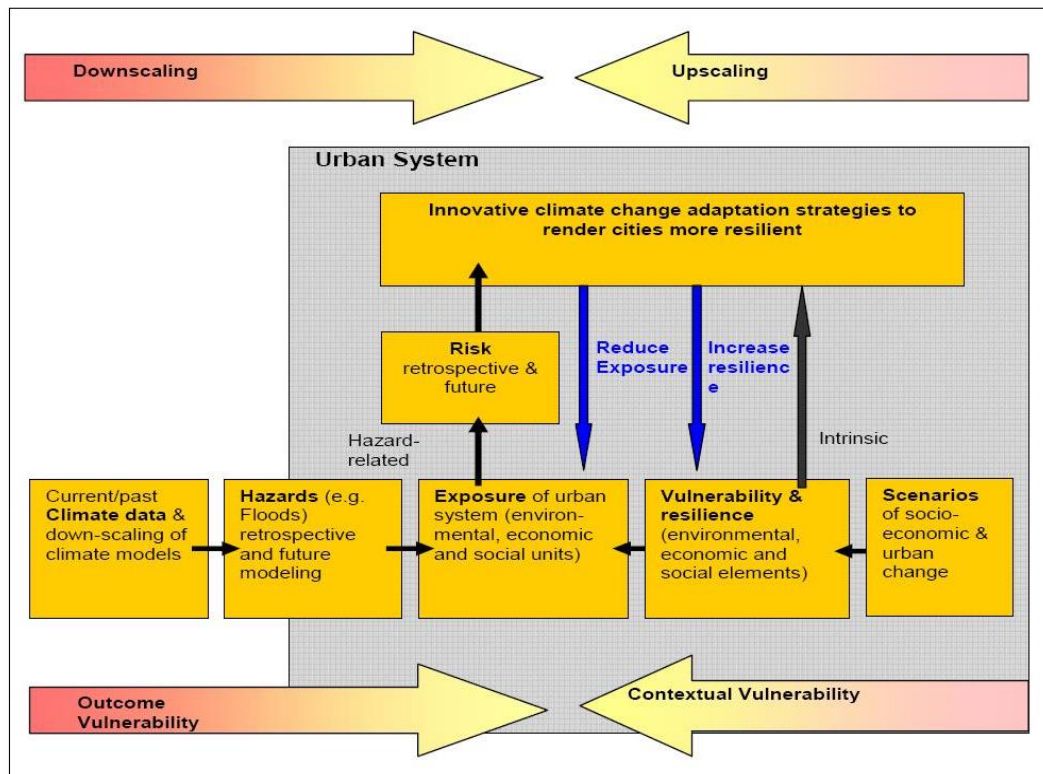 Downscaling
Upscaling
Urban System
Innovative climate change adaptation strategies to
render cities more resilient
Risk
retrospective &
future
Reduce
Exposure
Increase
resilienc
e
Hazard-
related
Intrinsic
Current/past
Climate data &
down-scaling of
climate models
Hazards (e.g.
Floods)
retrospective
and future
modeling
Exposure of urban
system (environ-
mental, economic
and social units)
Vulnerability &
resilience
(environmental,
economic and
social elements)
Scenarios
of socio-
economic &
urban
change
Outcome
Vulnerability
Contextual Vulnerability